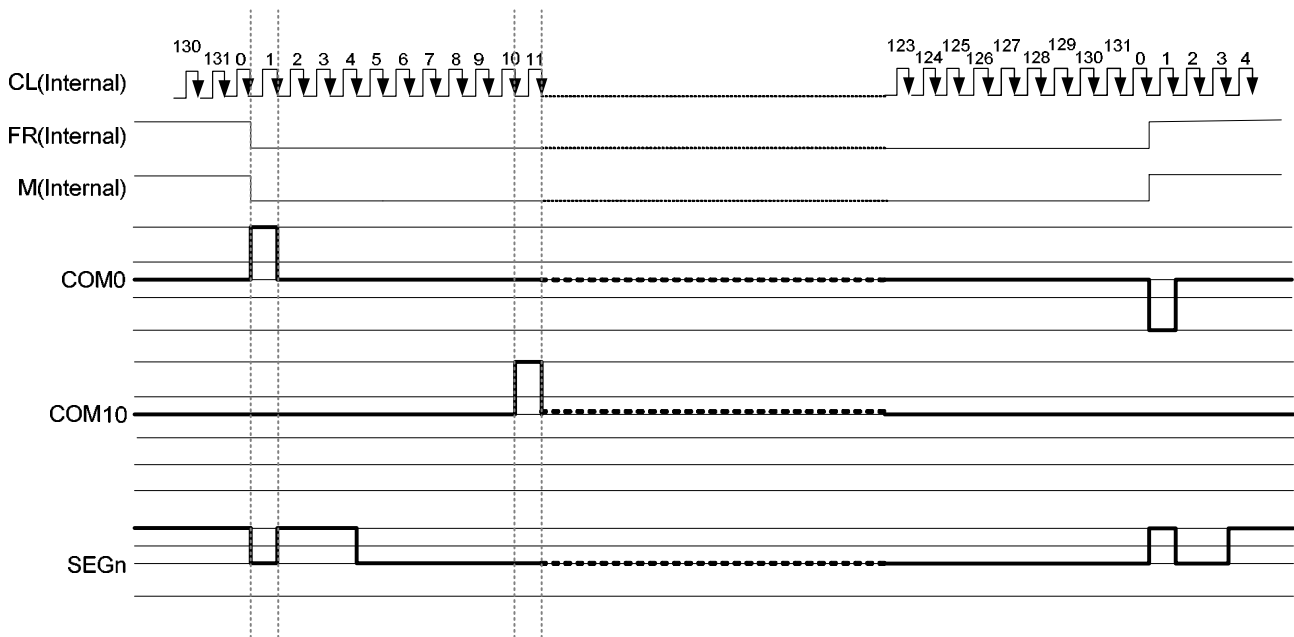 130 131 0 1 2 3 4 5 6 7 8 9 10 11 123 124 125 126 127 128 129 130 131 0 1 2 3 4
CL(Internal)
FR(Internal)
M(Internal)
COM0
COM10
SEGn